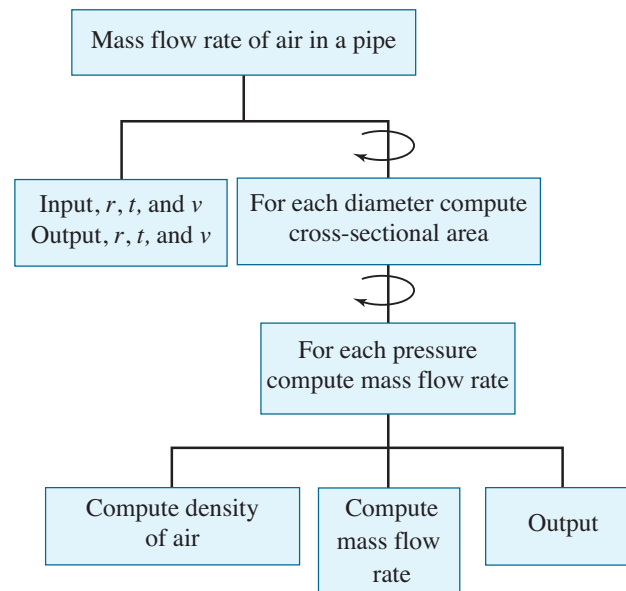 Mass flow rate of air in a pipe
Input, r, t, and v
Output, r, t, and v
For each diameter compute
cross-sectional area
For each pressure
compute mass flow rate
Compute density
of air
Compute
mass flow
rate
Output